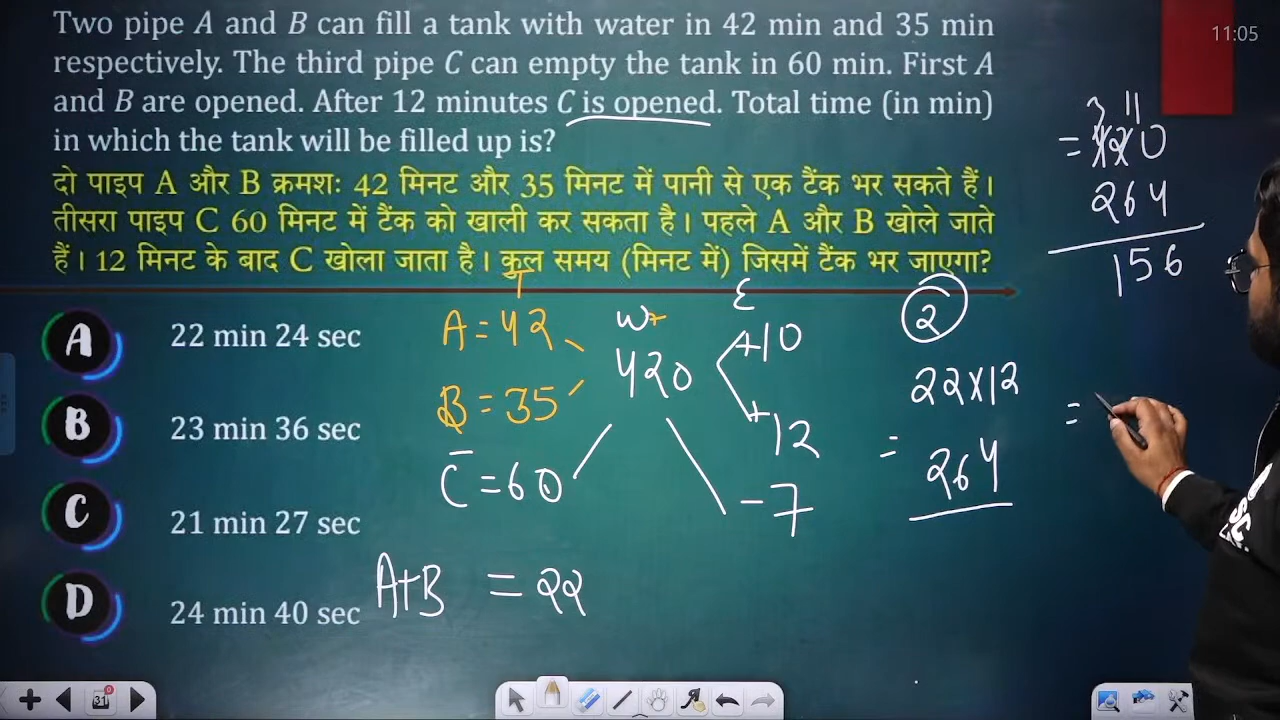 Two pipe A and B can fill a tank with water in 42 min and 35 min
respectively. The third pipe C can empty the tank in 60 min. First A
and B are opened. After 12 minutes C is opened. Total time (in min)
in which the tank will be filled up is?
दो पाइप A और B क्रमशः 42 मिनट और 35 मिनट में पानी से एक टैंक भर सकते हैं।
तीसरा पाइप C 60 मिनट में टैंक को खाली कर सकता है। पहले A और B खोले जाते
हैं। 12 मिनट के बाद C खोला जाता है। कुल समय (मिनट में) जिसमें टैंक भर जाएगा?
11:05
A 22 min 24 sec
B 23 min 36 sec
C 21 min 27 sec
D 24 min 40 sec
T
A = 42
B = 35
C = 60
W
420
E
+10
+12
-7
A+B = 22
2
22x12
= 264
3 11
= 420
264
156
=
31